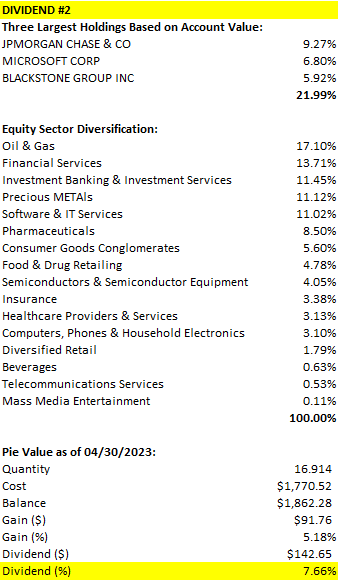 DIVIDEND #2
Three Largest Holdings Based on Account Value:
JPMORGAN CHASE & CO 9.27%
MICROSOFT CORP 6.80%
BLACKSTONE GROUP INC 5.92%
21.99%
Equity Sector Diversification:
Oil & Gas 17.10%
Financial Services 13.71%
Investment Banking & Investment Services 11.45%
Precious METAls 11.12%
Software & IT Services 11.02%
Pharmaceuticals 8.50%
Consumer Goods Conglomerates 5.60%
Food & Drug Retailing 4.78%
Semiconductors & Semiconductor Equipment 4.05%
Insurance 3.38%
Healthcare Providers & Services 3.13%
Computers, Phones & Household Electronics 3.10%
Diversified Retail 1.79%
Beverages 0.63%
Telecommunications Services 0.53%
Mass Media Entertainment 0.11%
100.00%
Pie Value as of 04/30/2023:
Quantity 16.914
Cost $1,770.52
Balance $1,862.28
Gain ($) $91.76
Gain (%) 5.18%
Dividend ($) $142.65
Dividend (%) 7.66%